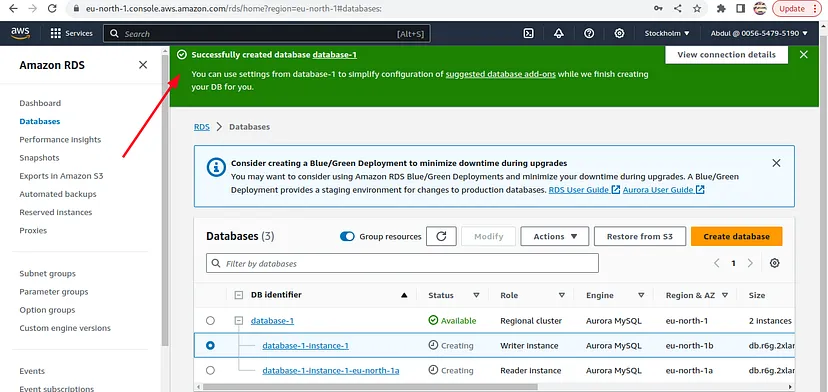 eu-north-1.console.aws.amazon.com/rds/home?region=eu-north-1#databases:
Update
aws
Services
Search
[Alt+S]
Stockholm
Abdul @ 0056-5479-5190
Amazon RDS
Dashboard
Databases
Performance insights
Snapshots
Exports in Amazon S3
Automated backups
Reserved instances
Proxies
Subnet groups
Parameter groups
Option groups
Custom engine versions
Events
Event subscriptions
Successfully created database database-1
View connection details
You can use settings from database-1 to simplify configuration of suggested database add-ons while we finish creating
your DB for you.
RDS > Databases
Consider creating a Blue/Green Deployment to minimize downtime during upgrades
You may want to consider using Amazon RDS Blue/Green Deployments and minimize your downtime during upgrades. A Blue/Green
Deployment provides a staging environment for changes to production databases. RDS User Guide Aurora User Guide
Databases (3)
Group resources
Modify
Actions
Restore from S3
Create database
Filter by databases
1
DB identifier Status Role Engine Region & AZ Size
database-1 Available Regional cluster Aurora MySQL eu-north-1 2 instances
database-1-instance-1 Creating Writer instance Aurora MySQL eu-north-1b db.r6g.2xlar
database-1-instance-1-eu-north-1a Creating Reader instance Aurora MySQL eu-north-1a db.r6g.2xlar